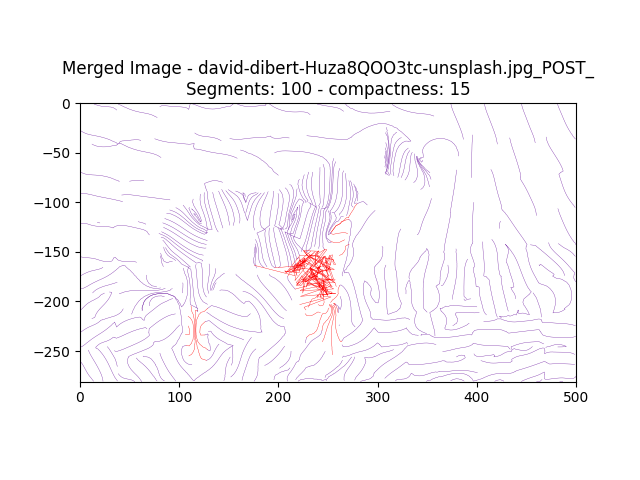 Merged Image - david-dibert-Huza8QOO3tc-unsplash.jpg_POST_
Segments: 100 - compactness: 15
0
−50
−100
−150
−200
−250
0 100 200 300 400 500